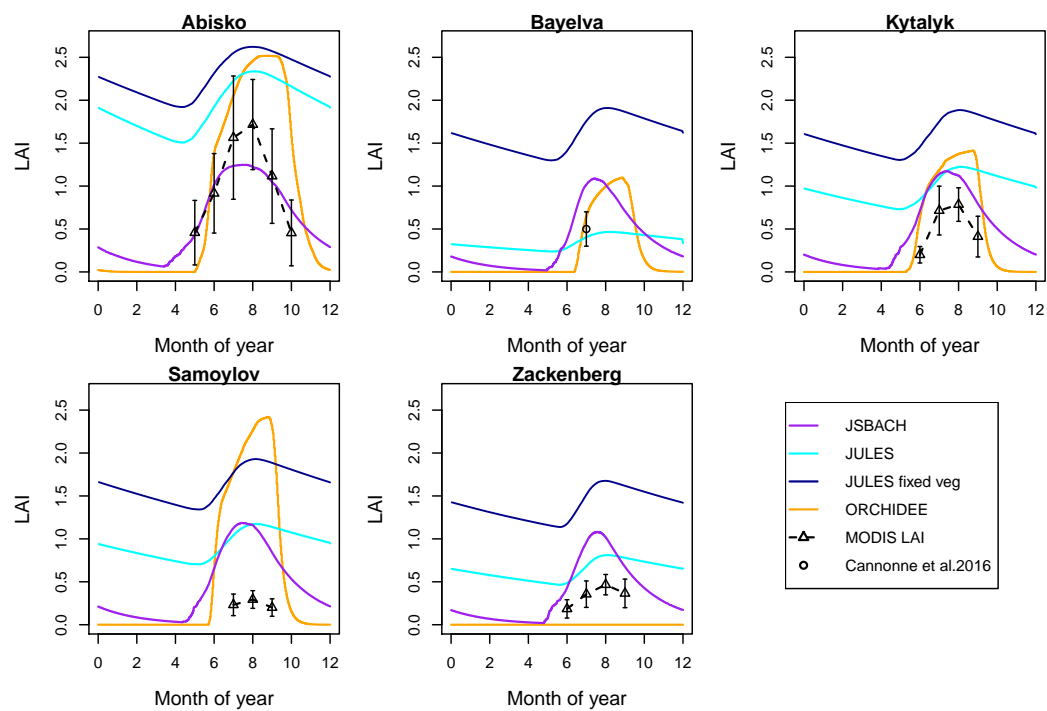 Abisko
Bayelva
Kytalyk
LAI
0.0 0.5 1.0 1.5 2.0 2.5
0 2 4 6 8 10 12
Month of year
LAI
0.0 0.5 1.0 1.5 2.0 2.5
0 2 4 6 8 10 12
Month of year
LAI
0.0 0.5 1.0 1.5 2.0 2.5
0 2 4 6 8 10 12
Month of year
Samoylov
Zackenberg
LAI
0.0 0.5 1.0 1.5 2.0 2.5
0 2 4 6 8 10 12
Month of year
LAI
0.0 0.5 1.0 1.5 2.0 2.5
0 2 4 6 8 10 12
Month of year
JSBACH
JULES
JULES fixed veg
ORCHIDEE
MODIS LAI
Cannonne et al.2016